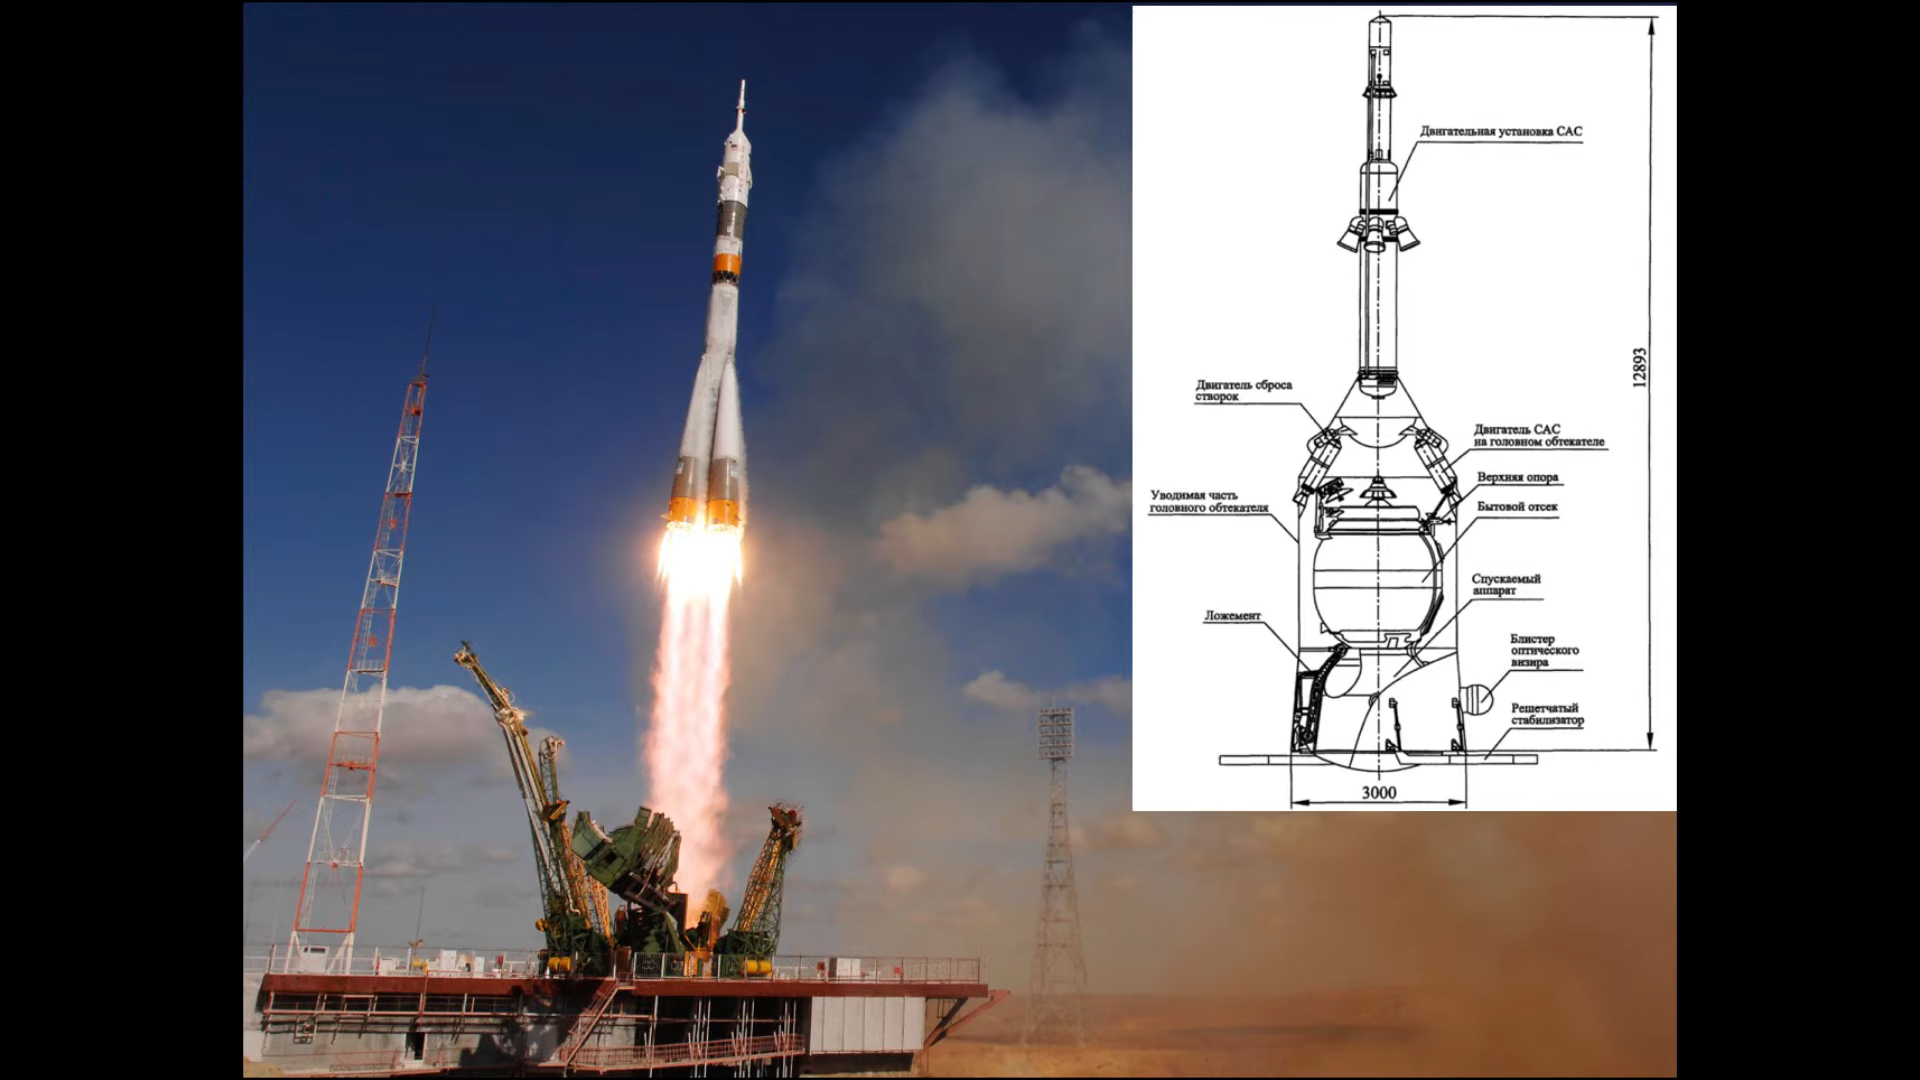 Двигательная установка САС
12893
Двигатель сброса
створок
Двигатель САС
на головном обтекателе
Верхняя опора
Уводимая часть
головного обтекателя
Бытовой отсек
Спускаемый
аппарат
Ложемент
Блистер
оптического
визира
Решетчатый
стабилизатор
3000